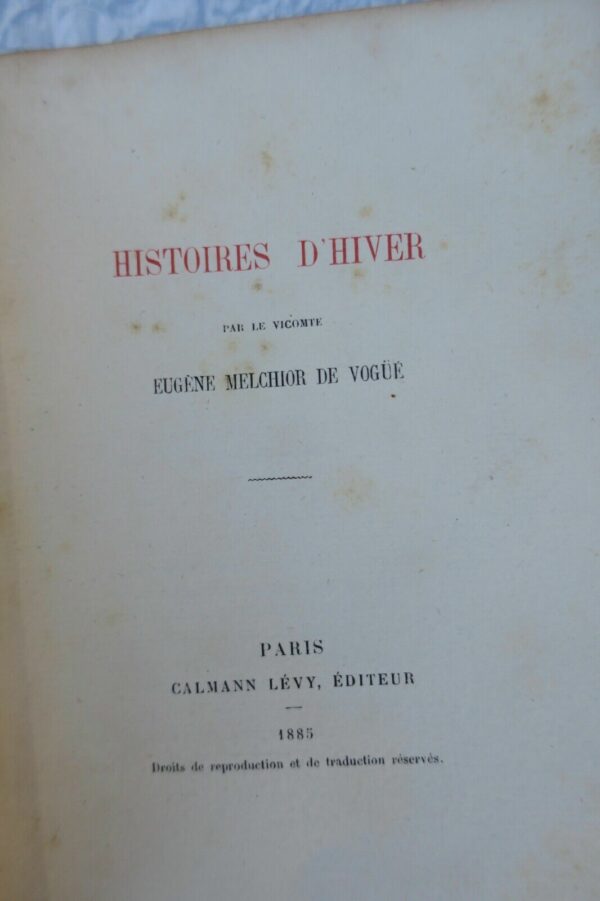 HISTOIRES D'HIVER
PAR LE VICOMTE
EUGÈNE MELCHIOR DE VOGÜÉ
PARIS
CALMANN LÉVY, ÉDITEUR
1885
Droits de reproduction et de traduction réservés.